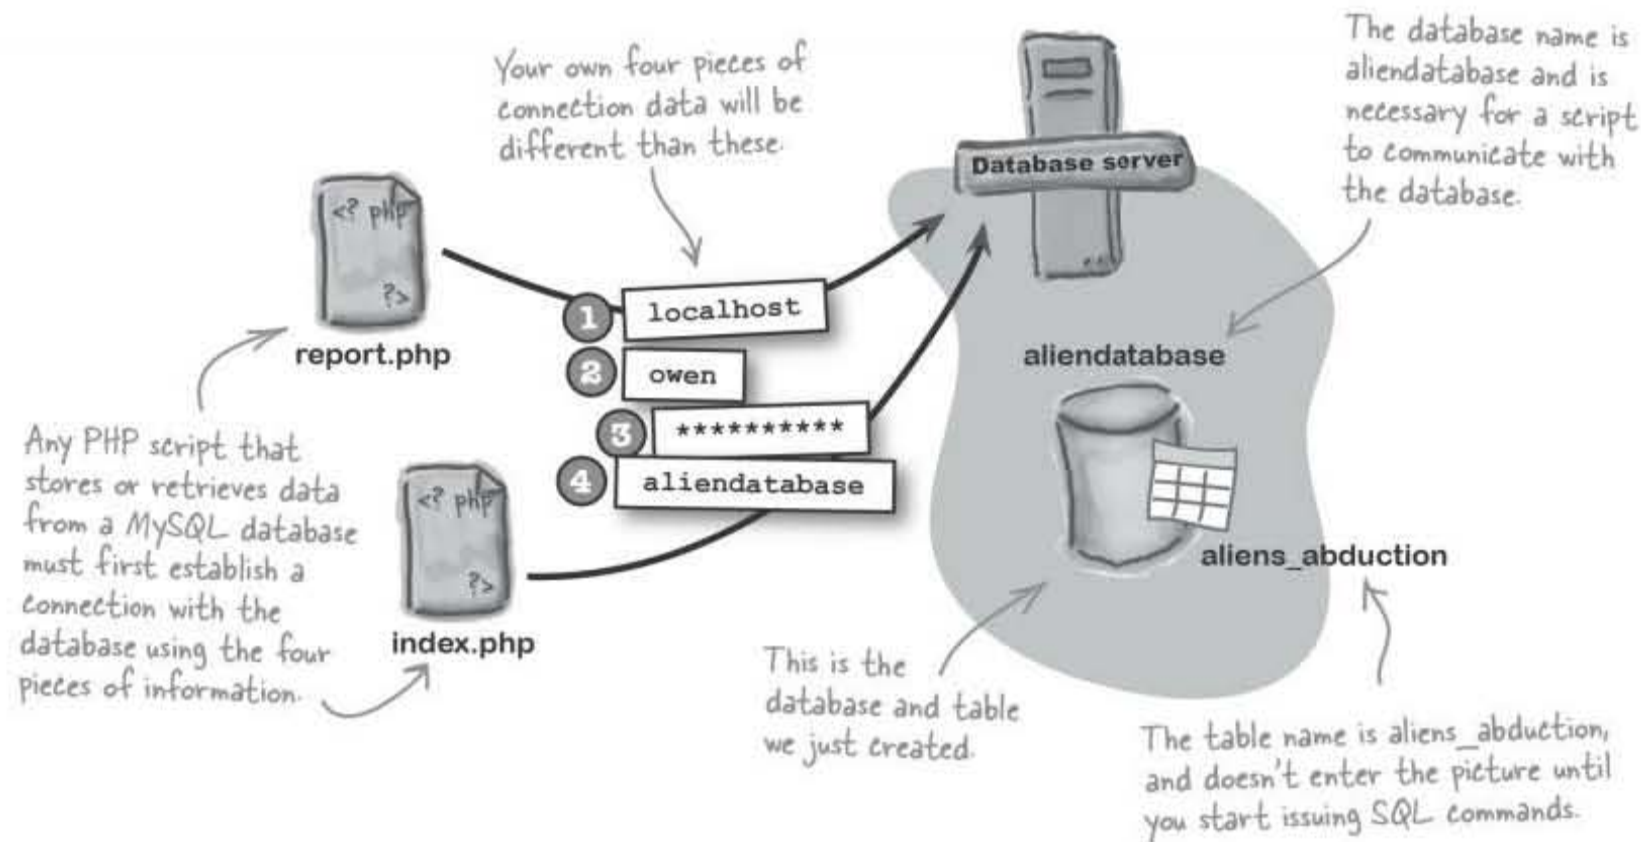 Your own four pieces of
connection data will be
different than these.
The database name is
aliendatabase and is
necessary for a script
to communicate with
the database.
Database server
<? php
?>
report.php
1 localhost
2 owen
3 **********
4 aliendatabase
aliendatabase
aliens_abduction
Any PHP script that
stores or retrieves data
from a MySQL database
must first establish a
connection with the
database using the four
pieces of information.
<? php
?>
index.php
This is the
database and table
we just created.
The table name is aliens_abduction,
and doesn't enter the picture until
you start issuing SQL commands.